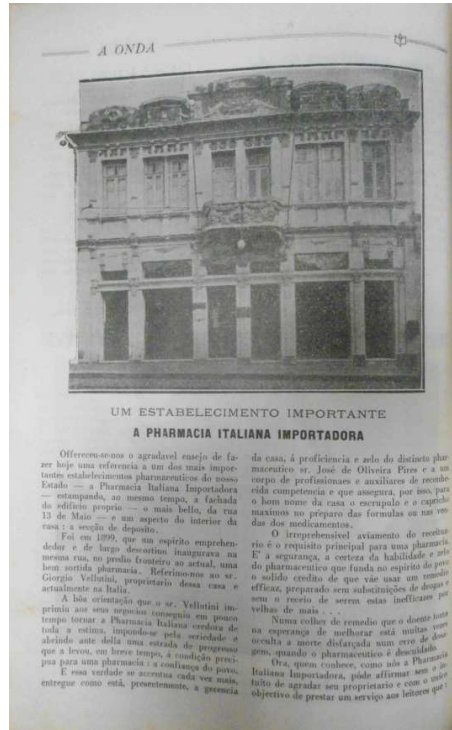 A ONDA
UM ESTABELECIMENTO IMPORTANTE
A PHARMACIA ITALIANA IMPORTADORA
Offereceu-se-nos o agradavel ensejo de fa-
zer hoje uma referencia a um dos mais impor-
tantes estabelecimentos pharmaceuticos do nosso
Estado — a Pharmacia Italiana Importadora
— estampando, ao mesmo tempo, a fachada
do edificio proprio — o mais bello, da rua
13 de Maio — e um aspecto do interior da
casa : a secção de deposito.
Foi em 1899, que um espirito emprehen-
dedor e de largo descortino inaugurava na
mesma rua, no predio fronteiro ao actual, uma
bem sortida pharmacia. Referimo-nos ao sr.
Giorgio Vellutini, proprietario dessa casa e
actualmente na Italia.
A bôa orientação que o sr. Vellutini im-
primiu aos seus negocios conseguiu em pouco
tempo tornar a Pharmacia Italiana credora de
toda a estima, impondo-se pela seriedade e
abrindo ante della uma estrada de progresso
que a levou, em breve tempo, á condição preci-
pua para uma pharmacia : a confiança do povo.
E essa verdade se accentua cada vez mais,
entregue como está, presentemente, a gerencia
da casa, á proficiencia e zelo do distincto phar-
maceutico sr. José de Oliveira Pires e a um
corpo de profissionaes e auxiliares de reconhe-
cida competencia e que assegura, por isso, para
o bom nome da casa o escrupulo e o capricho
maximos no preparo das formulas ou nas ven-
das dos medicamentos.
O irreprehensivel aviamento do receitua-
rio é o requisito principal para uma pharmacia.
E' a segurança, a certeza da habilidade e zelo
do pharmaceutico que funda no espirito do povo
o solido credito de que vae usar um remedio
efficaz, preparado sem substituições de drogas e
sem o receio de serem estas inefficazes por
velhas de mais . . . .
Numa colher de remedio que o doente toma
na esperança de melhorar está muitas vezes
occulta a morte disfarçada num erro de dosa-
gem, quando o pharmaceutico é descuidado.
Ora, quem conhece, como nós a Pharmacia
Italiana Importadora, póde affirmar sem o in-
tuito de agradar seu proprietario e com o unico
objectivo de prestar um serviço aos leitores que :